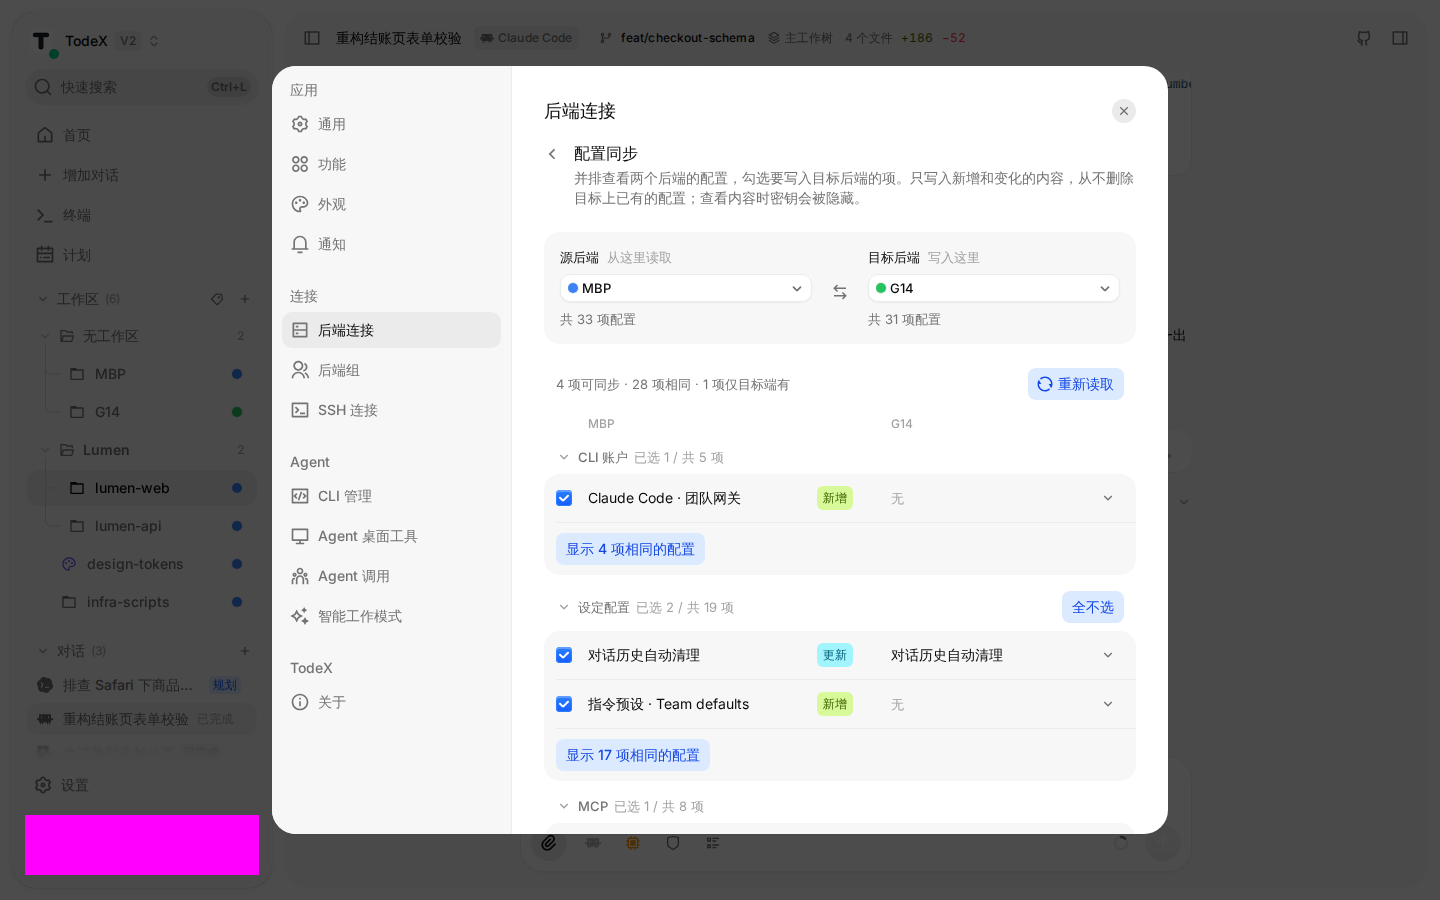 TodeX V2
快速搜索 Ctrl+L
首页
增加对话
终端
计划
工作区 (6)
无工作区 2
MBP
G14
Lumen 2
lumen-web
lumen-api
design-tokens
infra-scripts
对话 (3)
排查 Safari 下商品... 规划
重构结账页表单校验 已完成
设置
重构结账页表单校验 Claude Code feat/checkout-schema 主工作树 4 个文件 +186 −52
应用
通用
功能
外观
通知
连接
后端连接
后端组
SSH 连接
Agent
CLI 管理
Agent 桌面工具
Agent 调用
智能工作模式
TodeX
关于
后端连接
配置同步
并排查看两个后端的配置，勾选要写入目标后端的项。只写入新增和变化的内容，从不删除
目标上已有的配置；查看内容时密钥会被隐藏。
源后端 从这里读取
MBP
共 33 项配置
目标后端 写入这里
G14
共 31 项配置
4 项可同步 · 28 项相同 · 1 项仅目标端有
重新读取
MBP G14
CLI 账户 已选 1 / 共 5 项
Claude Code · 团队网关 新增 无
显示 4 项相同的配置
设定配置 已选 2 / 共 19 项
全不选
对话历史自动清理 更新 对话历史自动清理
指令预设 · Team defaults 新增 无
显示 17 项相同的配置
MCP 已选 1 / 共 8 项